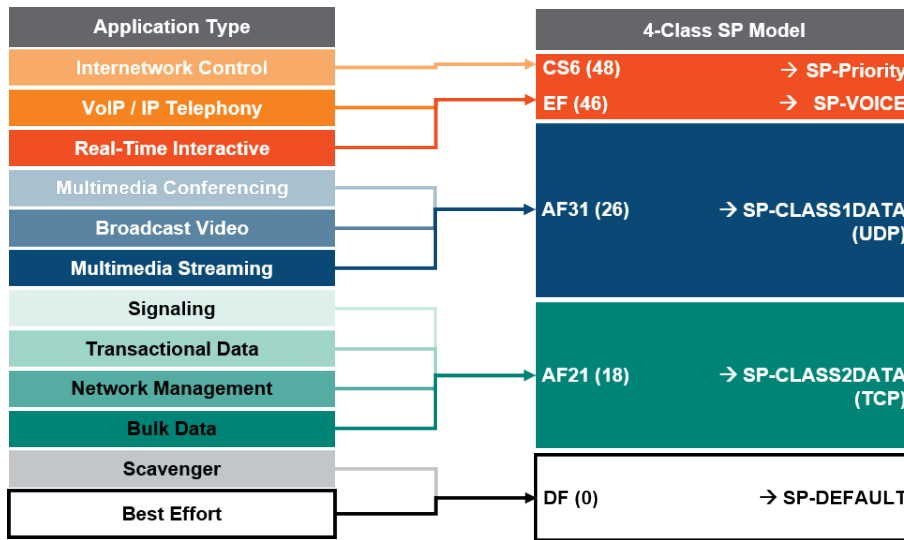 Application Type
Internetwork Control
VoIP / IP Telephony
Real-Time Interactive
Multimedia Conferencing
Broadcast Video
Multimedia Streaming
Signaling
Transactional Data
Network Management
Bulk Data
Scavenger
Best Effort
4-Class SP Model
CS6 (48) → SP-Priority
EF (46) → SP-VOICE
AF31 (26) → SP-CLASS1DATA
(UDP)
AF21 (18) → SP-CLASS2DATA
(TCP)
DF (0) → SP-DEFAULT